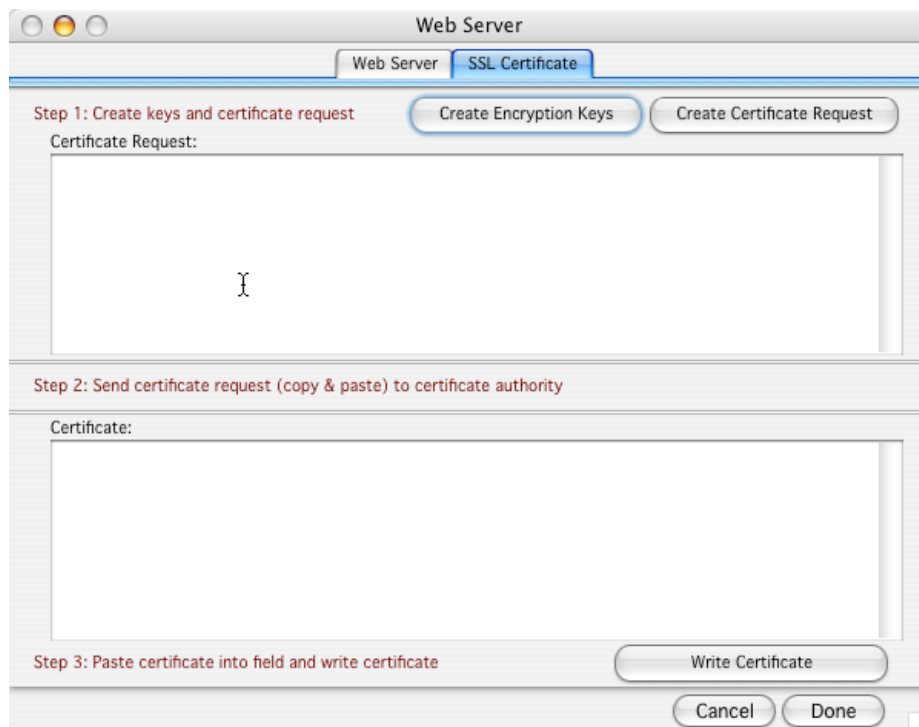 Web Server
Web Server SSL Certificate
Step 1: Create keys and certificate request Create Encryption Keys Create Certificate Request
Certificate Request:
Step 2: Send certificate request (copy & paste) to certificate authority
Certificate:
Step 3: Paste certificate into field and write certificate Write Certificate
Cancel Done